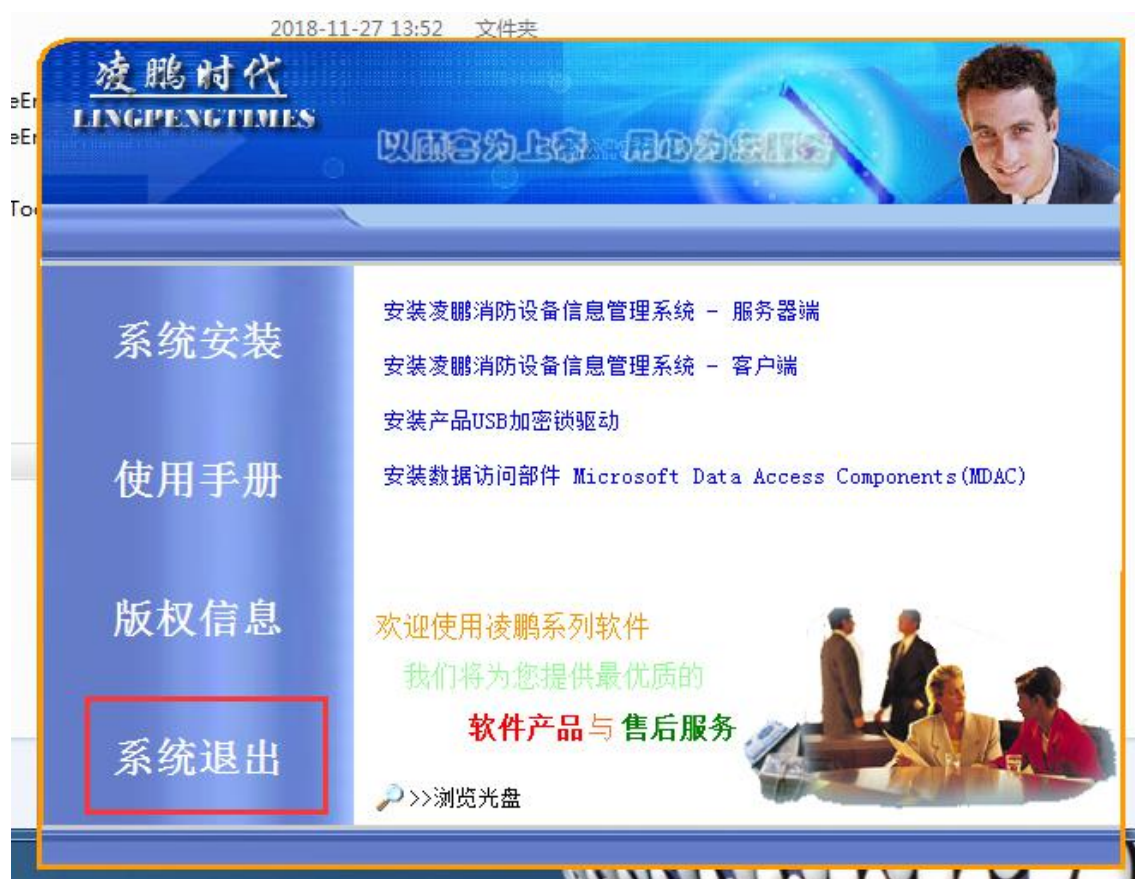 2018-11-27 13:52 文件夹
凌鹏时代
LINGPENGTIMES
以顾客为上帝 用心为您服务
系统安装
安装凌鹏消防设备信息管理系统 - 服务器端
安装凌鹏消防设备信息管理系统 - 客户端
安装产品USB加密锁驱动
使用手册
安装数据访问部件 Microsoft Data Access Components(MDAC)
版权信息
欢迎使用凌鹏系列软件
我们将为您提供最优质的
软件产品与售后服务
系统退出
>>浏览光盘